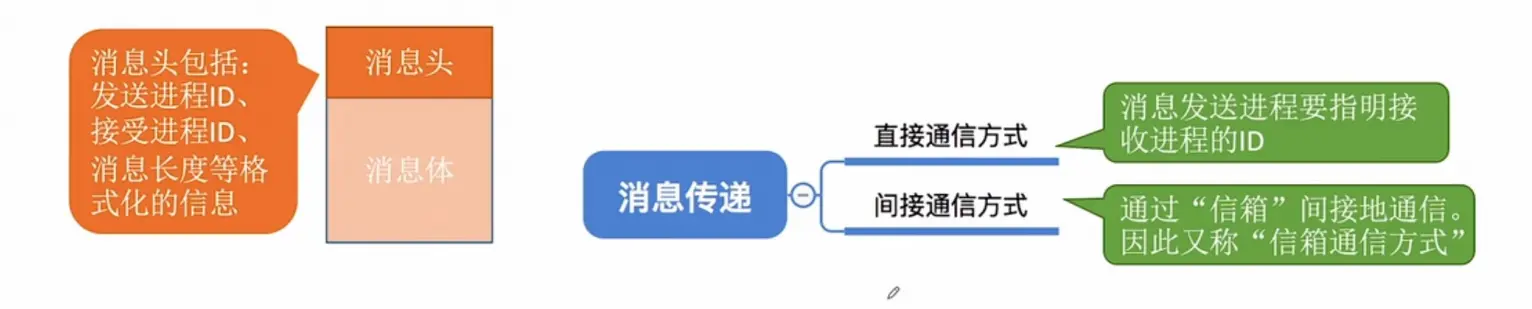 消息头包括：
发送进程ID、
接受进程ID、
消息长度等格
式化的信息
消息头
消息体
消息传递
直接通信方式
消息发送进程要指明接
收进程的ID
间接通信方式
通过“信箱”间接地通信。
因此又称“信箱通信方式”